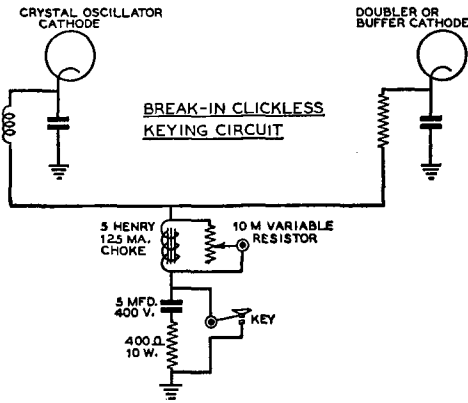 CRYSTAL OSCILLATOR
CATHODE
DOUBLER OR
BUFFER CATHODE
BREAK-IN CLICKLESS
KEYING CIRCUIT
5 HENRY
125 MA.
CHOKE
10 M VARIABLE
RESISTOR
5 MFD.
400 V.
KEY
400Ω
10 W.